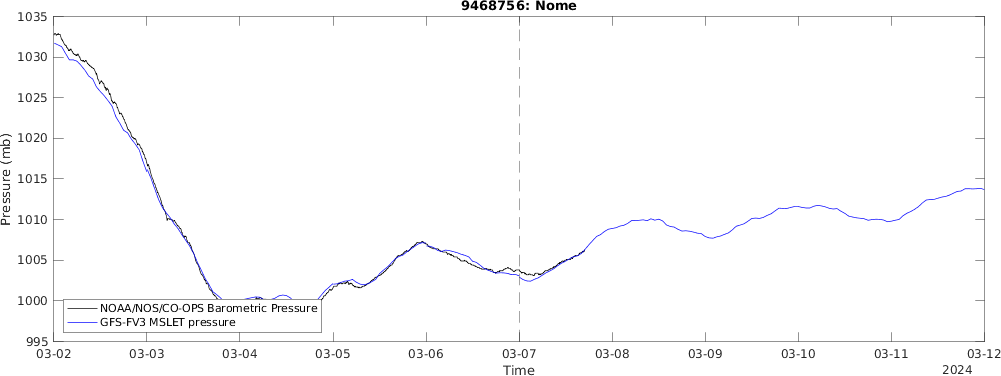 9468756: Nome
Pressure (mb)
1035
1030
1025
1020
1015
1010
1005
1000
995
NOAA/NOS/CO-OPS Barometric Pressure
GFS-FV3 MSLET pressure
03-02 03-03 03-04 03-05 03-06 03-07 03-08 03-09 03-10 03-11 03-12
Time
2024